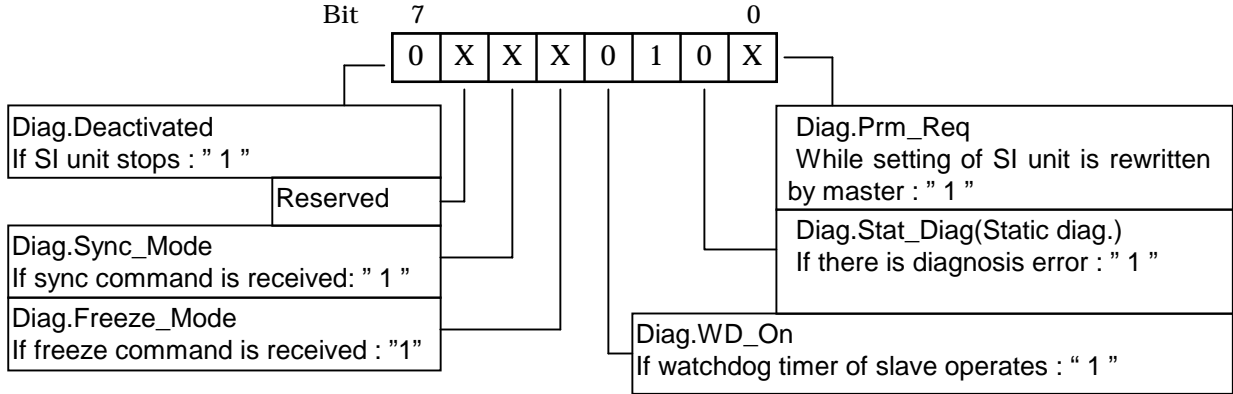 Bit 7 0
0 X X X 0 1 0 X
Diag.Deactivated
If SI unit stops : ” 1 ”
Reserved
Diag.Sync_Mode
If sync command is received: ” 1 ”
Diag.Freeze_Mode
If freeze command is received : ”1”
Diag.Prm_Req
While setting of SI unit is rewritten
by master : ” 1 ”
Diag.Stat_Diag(Static diag.)
If there is diagnosis error : ” 1 ”
Diag.WD_On
If watchdog timer of slave operates : “ 1 ”